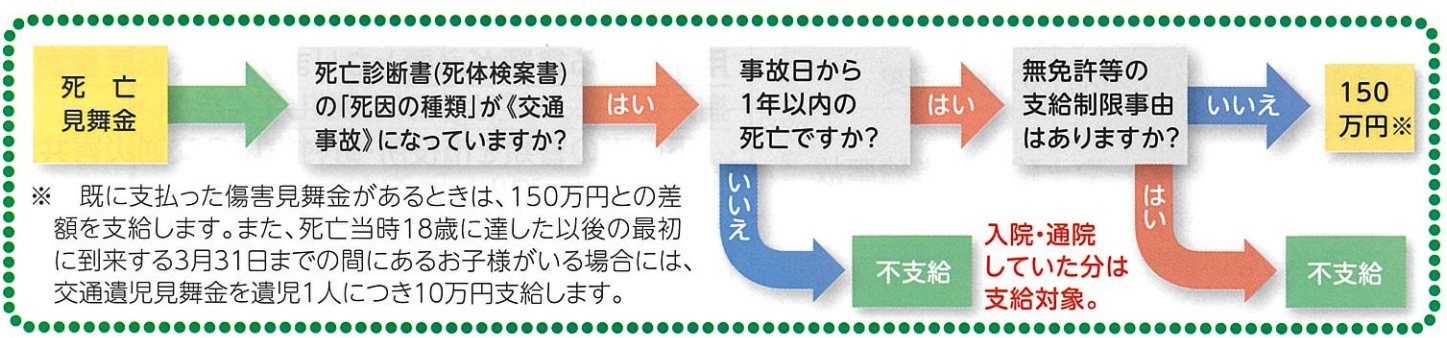 死　亡
見舞金
死亡診断書(死体検案書)
の「死因の種類」が《交通
事故》になっていますか?
はい
事故日から
1年以内の
死亡ですか?
はい
無免許等の
支給制限事由
はありますか?
いいえ
150
万円※
いいえ
不支給
入院・通院
していた分は
支給対象。
はい
不支給
※　既に支払った傷害見舞金があるときは、150万円との差
額を支給します。また、死亡当時18歳に達した以後の最初
に到来する3月31日までの間にあるお子様がいる場合には、
交通遺児見舞金を遺児1人につき10万円支給します。